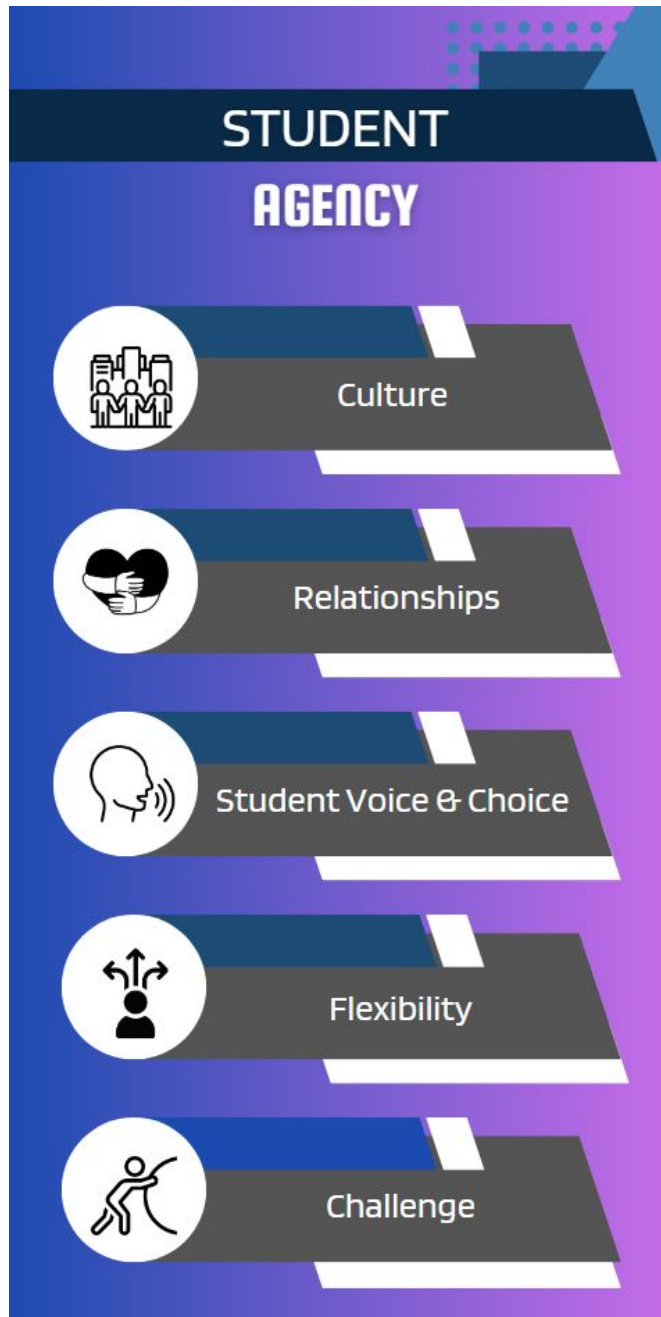 STUDENT
AGENCY
Culture
Relationships
Student Voice & Choice
Flexibility
Challenge